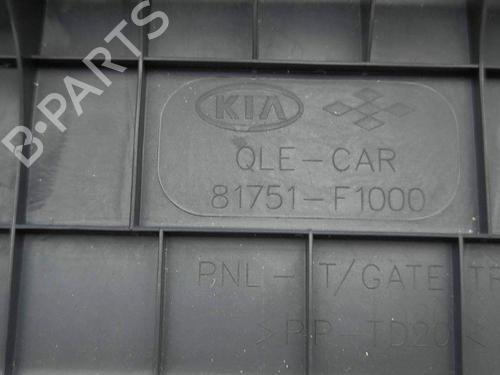 KIA
QLE-CAR
81751-F1000
PNL-T/GATE
>PP-TD20<
B-Parts